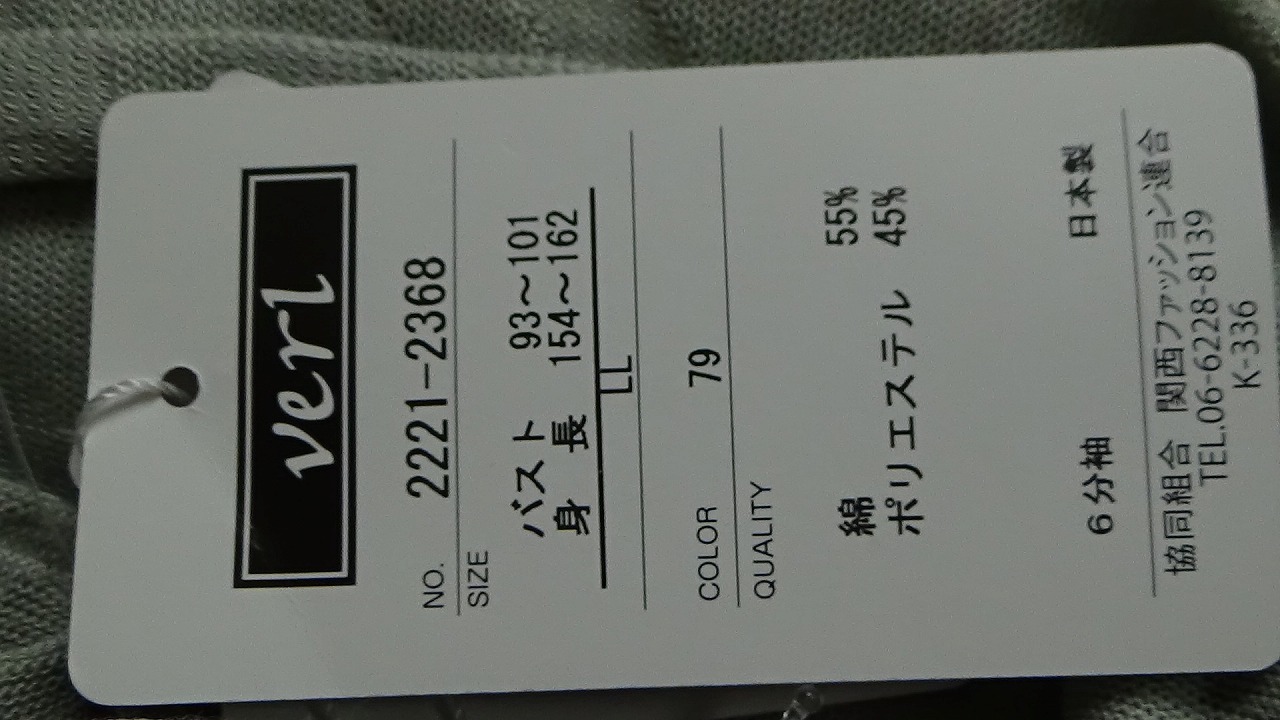 verl
NO. 2221-2368
SIZE
バスト 93～101
身 長 154～162
LL
COLOR 79
QUALITY
綿 55%
ポリエステル 45%
６分袖 日本製
協同組合 関西ファッション連合
TEL.06-6228-8139
K-336